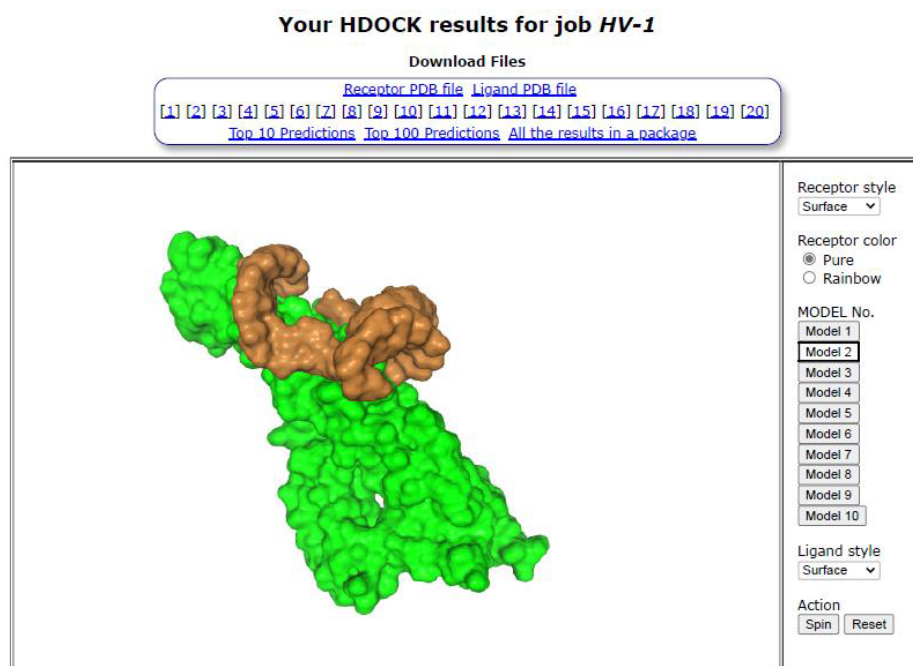 Your HDOCK results for job HV-1
Download Files
Receptor PDB file Ligand PDB file
[1] [2] [3] [4] [5] [6] [7] [8] [9] [10] [11] [12] [13] [14] [15] [16] [17] [18] [19] [20]
Top 10 Predictions Top 100 Predictions All the results in a package
Receptor style
Surface
Receptor color
Pure
Rainbow
MODEL No.
Model 1
Model 2
Model 3
Model 4
Model 5
Model 6
Model 7
Model 8
Model 9
Model 10
Ligand style
Surface
Action
Spin Reset